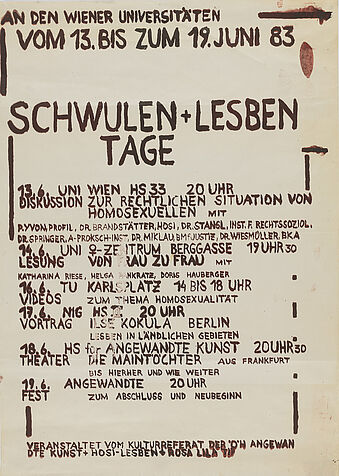 AN DEN WIENER UNIVERSITÄTEN
VOM 13. BIS ZUM 19. JUNI 83
SCHWULEN + LESBEN
TAGE
13.6. UNI WIEN HS 33 20 UHR
DISKUSSION ZUR RECHTLICHEN SITUATION VON
HOMOSEXUELLEN MIT
P. YVON, PROFIL, DR. BRANDSTÄTTER, HOSI, DR. STANGL, INST. F. RECHTSSOZIOL.
DR. SPRINGER, A-PROKSCH-INST, DR. MIKLAU, BM F JUSTIZ, DR. WIESMÜLLER, BKA
14.6. UNI ♀-ZENTRUM BERGGASSE 19 UHR 30
LESUNG VON FRAU ZU FRAU MIT
KATHARINA RIESE, HELGA PANKRATZ, DORIS HAUBERGER
16.6. TU KARLSPLATZ 14 BIS 18 UHR
VIDEOS ZUM THEMA HOMOSEXUALITÄT
17.6. NIG HS 20 UHR
VORTRAG ILSE KOKULA BERLIN
LESBEN IN LÄNDLICHEN GEBIETEN
18.6. HS für ANGEWANDTE KUNST 20 UHR 30
THEATER DIE MAINTÖCHTER AUS FRANKFURT
BIS HIERHER UND WIE WEITER
19.6. ANGEWANDTE 20 UHR
FEST ZUM ABSCHLUSS UND NEUBEGINN
VERANSTALTET VOM KULTURREFERAT DER ANGEWAN
DTE KUNST + HOSI-LESBEN + ROSA LILA